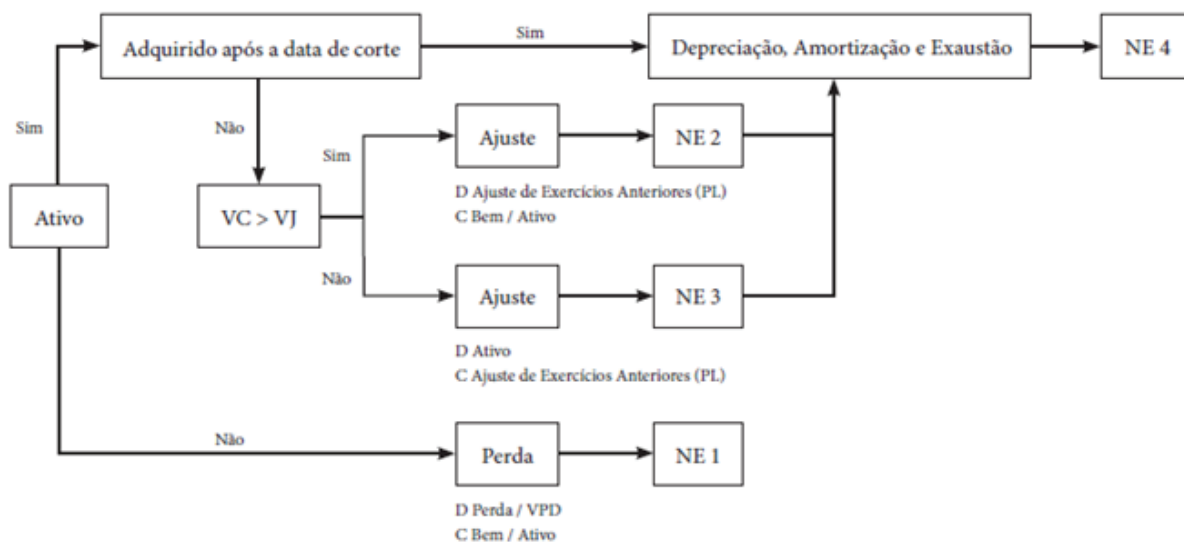 Adquirido após a data de corte
Sim
Depreciação, Amortização e Exaustão
NE 4
Sim
Não
Sim
Ajuste
NE 2
D Ajuste de Exercícios Anteriores (PL)
C Bem / Ativo
Ativo
VC > VJ
Não
Ajuste
NE 3
D Ativo
C Ajuste de Exercícios Anteriores (PL)
Não
Perda
NE 1
D Perda / VPD
C Bem / Ativo